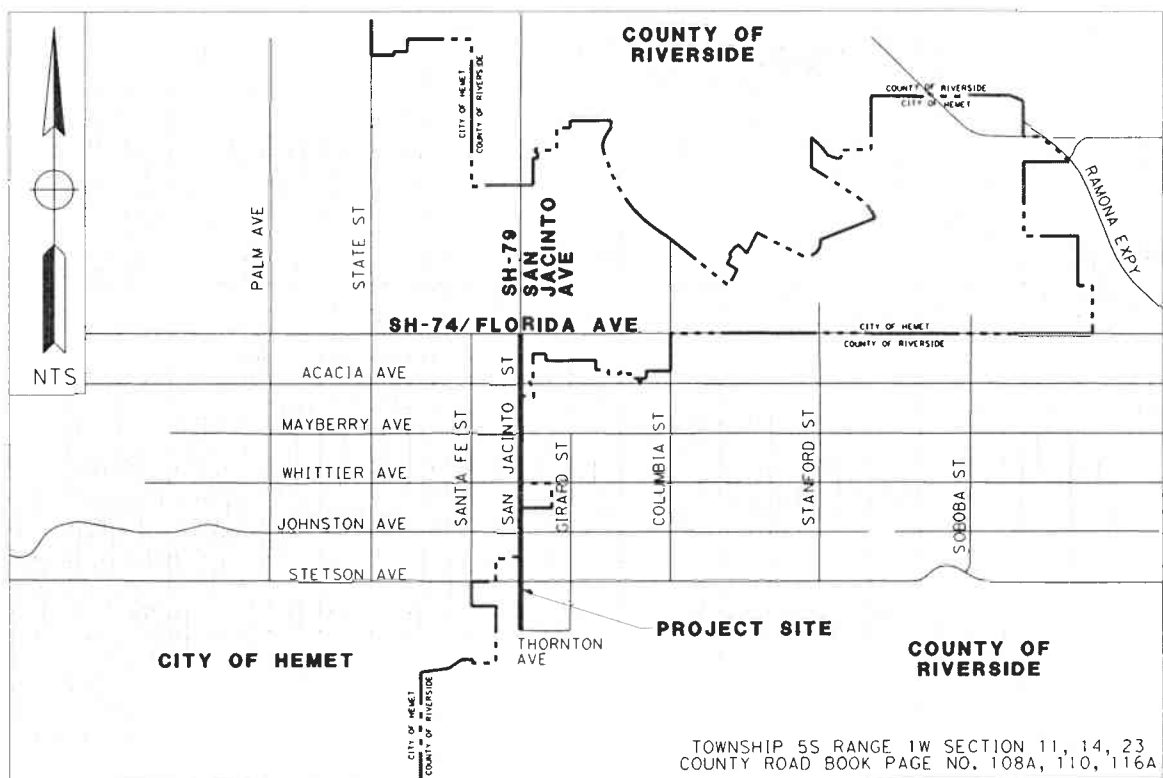 COUNTY OF
RIVERSIDE
COUNTY OF RIVERSIDE
CITY OF HEMET
CITY OF HEMET
COUNTY OF RIVERSIDE
PALM AVE
STATE ST
SH-79
SAN
JACINTO
AVE
RAMONA EXPY
SH-74/FLORIDA AVE
CITY OF HEMET
COUNTY OF RIVERSIDE
NTS
ACACIA AVE
MAYBERRY AVE
WHITTIER AVE
JOHNSTON AVE
STETSON AVE
SANTA FE ST
SAN JACINTO ST
GIRARD ST
COLUMBIA ST
STANFORD ST
SOBOBA ST
PROJECT SITE
THORNTON
AVE
CITY OF HEMET
COUNTY OF
RIVERSIDE
CITY OF HEMET
COUNTY OF RIVERSIDE
TOWNSHIP 5S RANGE 1W SECTION 11, 14, 23
COUNTY ROAD BOOK PAGE NO. 108A, 110, 116A